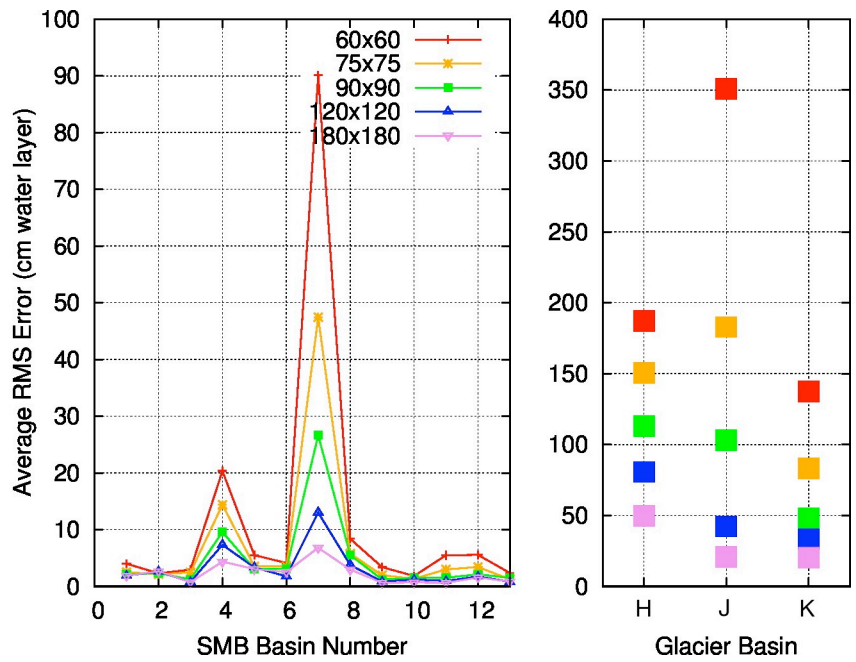 Average RMS Error (cm water layer)
100
90
80
70
60
50
40
30
20
10
0
60x60
75x75
90x90
120x120
180x180
0 2 4 6 8 10 12
SMB Basin Number
400
350
300
250
200
150
100
50
0
H J K
Glacier Basin